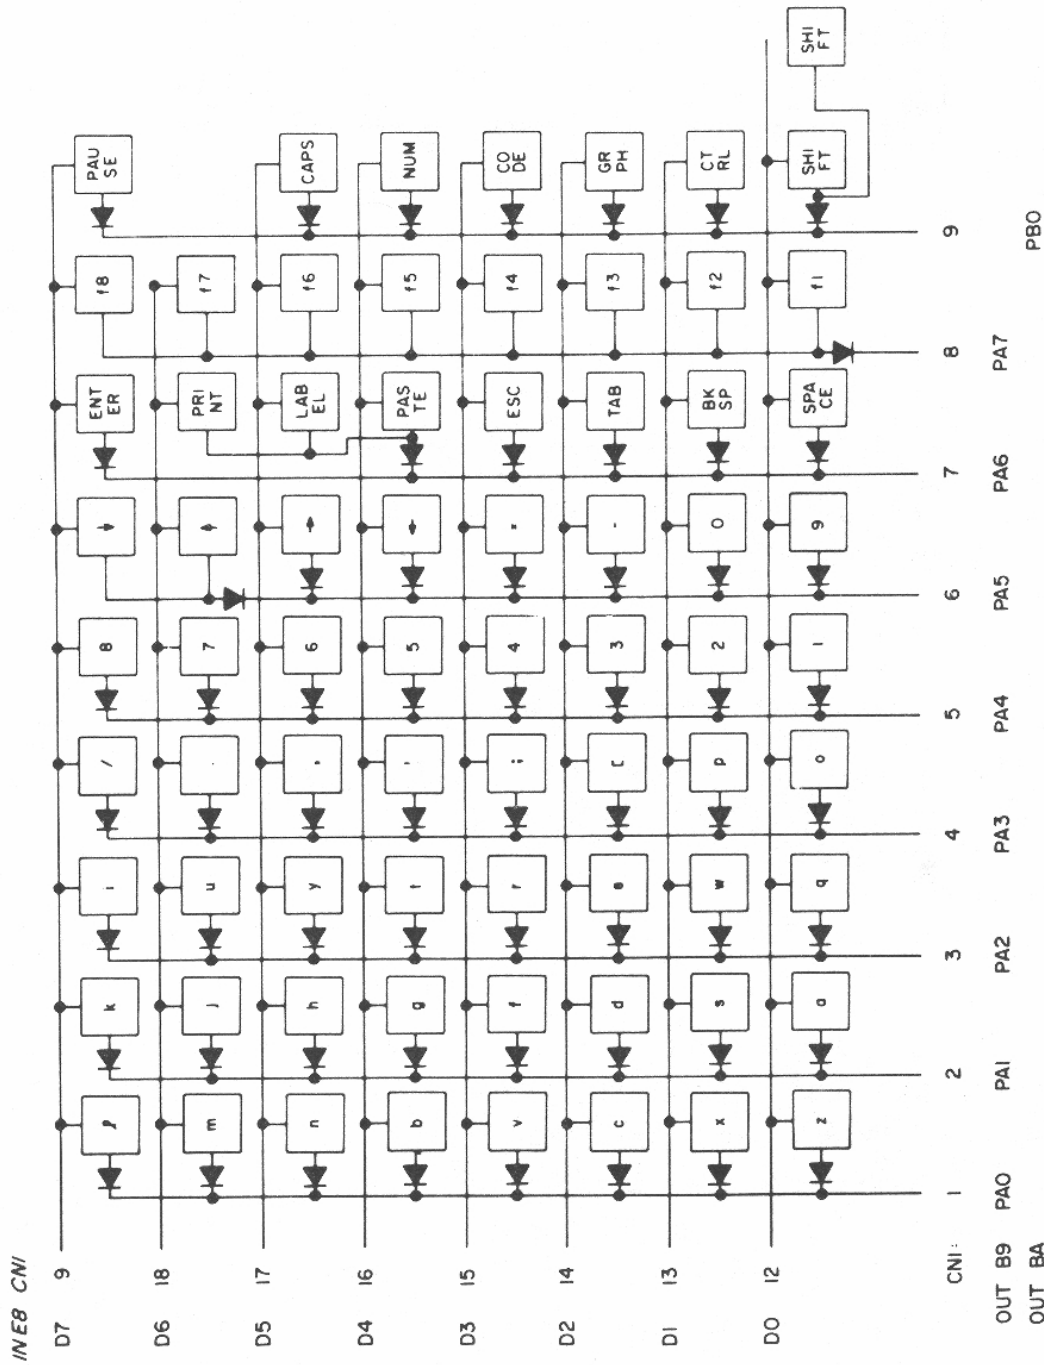 INE8 CN1
D7 9 l k i / 8 ENT ER f8 PAU SE
D6 18 m j u . 7 PRI NT f7
D5 17 n h y , 6 LAB EL f6 CAPS
D4 16 b g t ' 5 PAS TE f5 NUM
D3 15 v f r ; 4 = ESC f4 CO DE
D2 14 c d e [ 3 - TAB f3 GR PH
D1 13 x s w p 2 0 BK SP f2 CT RL
D0 12 z a q o 1 9 SPA CE f1 SHI FT SHI FT
CN1: 1 2 3 4 5 6 7 8 9
OUT B9 PA0 PA1 PA2 PA3 PA4 PA5 PA6 PA7
OUT BA PB0